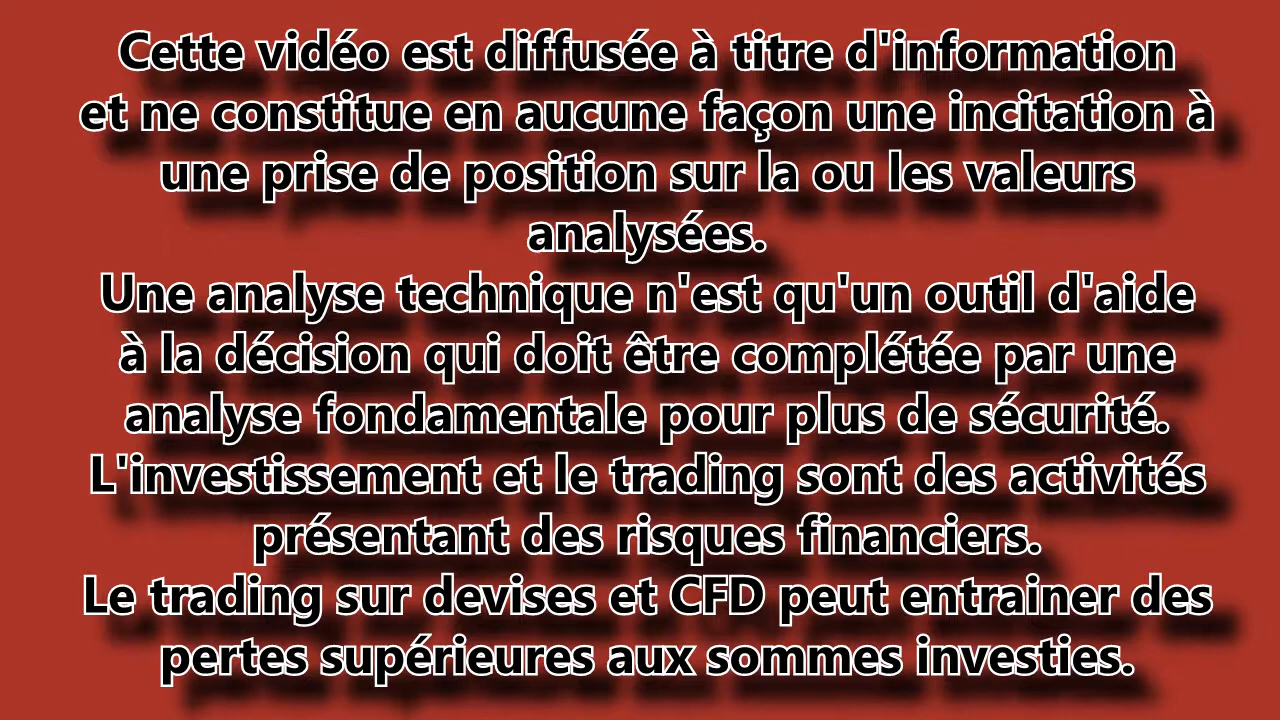 Cette vidéo est diffusée à titre d'information
et ne constitue en aucune façon une incitation à
une prise de position sur la ou les valeurs
analysées.
Une analyse technique n'est qu'un outil d'aide
à la décision qui doit être complétée par une
analyse fondamentale pour plus de sécurité.
L'investissement et le trading sont des activités
présentant des risques financiers.
Le trading sur devises et CFD peut entrainer des
pertes supérieures aux sommes investies.